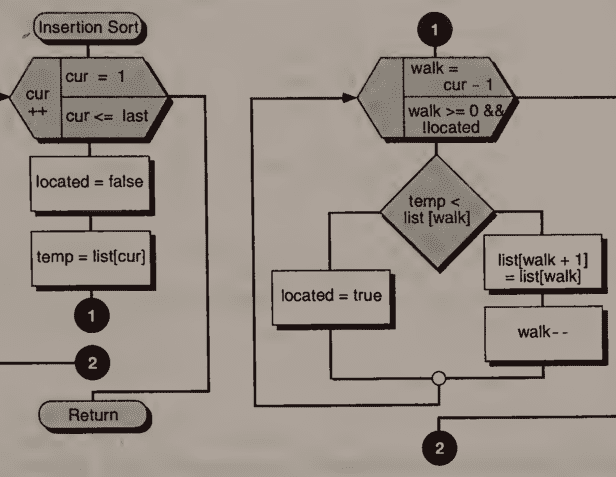 Insertion Sort
cur
++
cur = 1
cur <= last
located = false
temp = list[cur]
1
2
Return
1
walk =
cur - 1
walk >= 0 &&
!located
temp <
list [walk]
located = true
list[walk + 1]
= list[walk]
walk--
2